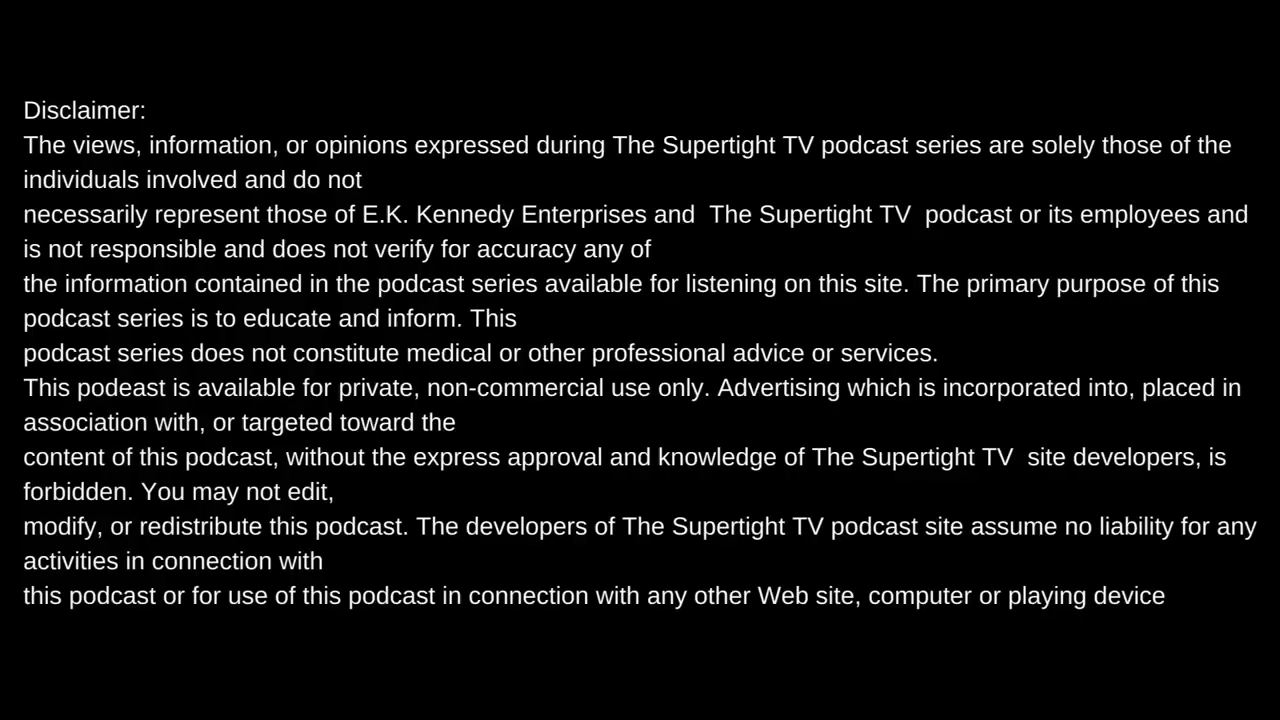 Disclaimer:
The views, information, or opinions expressed during The Supertight TV podcast series are solely those of the
individuals involved and do not
necessarily represent those of E.K. Kennedy Enterprises and  The Supertight TV  podcast or its employees and
is not responsible and does not verify for accuracy any of
the information contained in the podcast series available for listening on this site. The primary purpose of this
podcast series is to educate and inform. This
podcast series does not constitute medical or other professional advice or services.
This podeast is available for private, non-commercial use only. Advertising which is incorporated into, placed in
association with, or targeted toward the
content of this podcast, without the express approval and knowledge of The Supertight TV  site developers, is
forbidden. You may not edit,
modify, or redistribute this podcast. The developers of The Supertight TV podcast site assume no liability for any
activities in connection with
this podcast or for use of this podcast in connection with any other Web site, computer or playing device